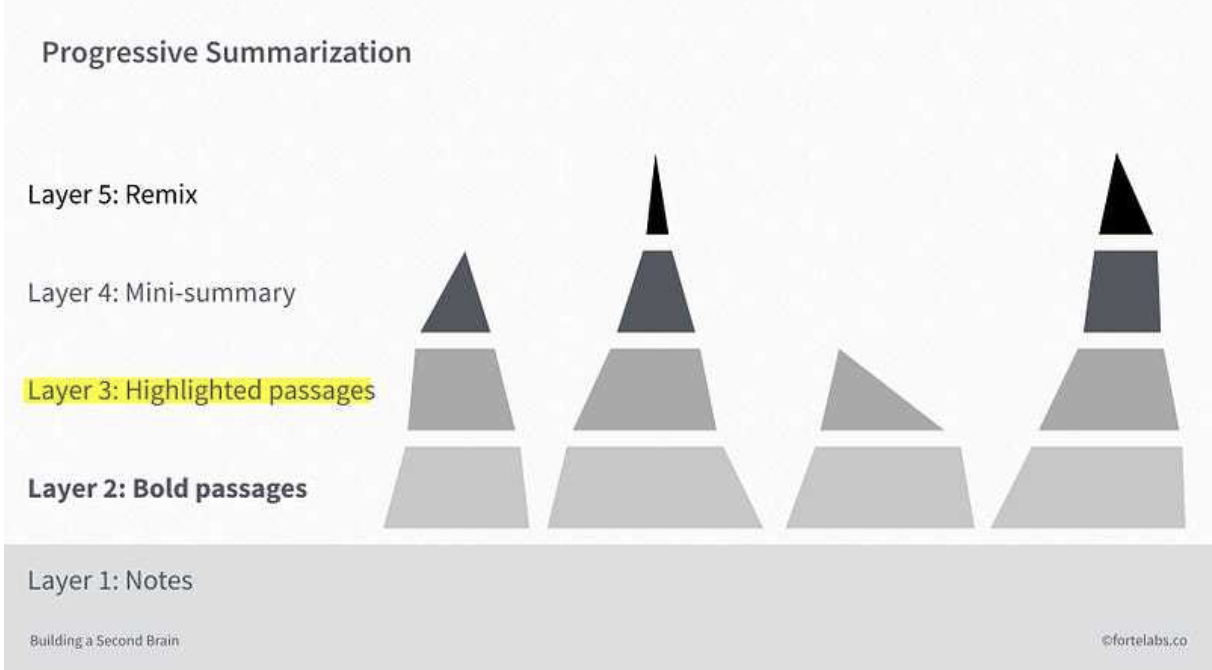 Progressive Summarization
Layer 5: Remix
Layer 4: Mini-summary
Layer 3: Highlighted passages
Layer 2: Bold passages
Layer 1: Notes
Building a Second Brain
©fortelabs.co